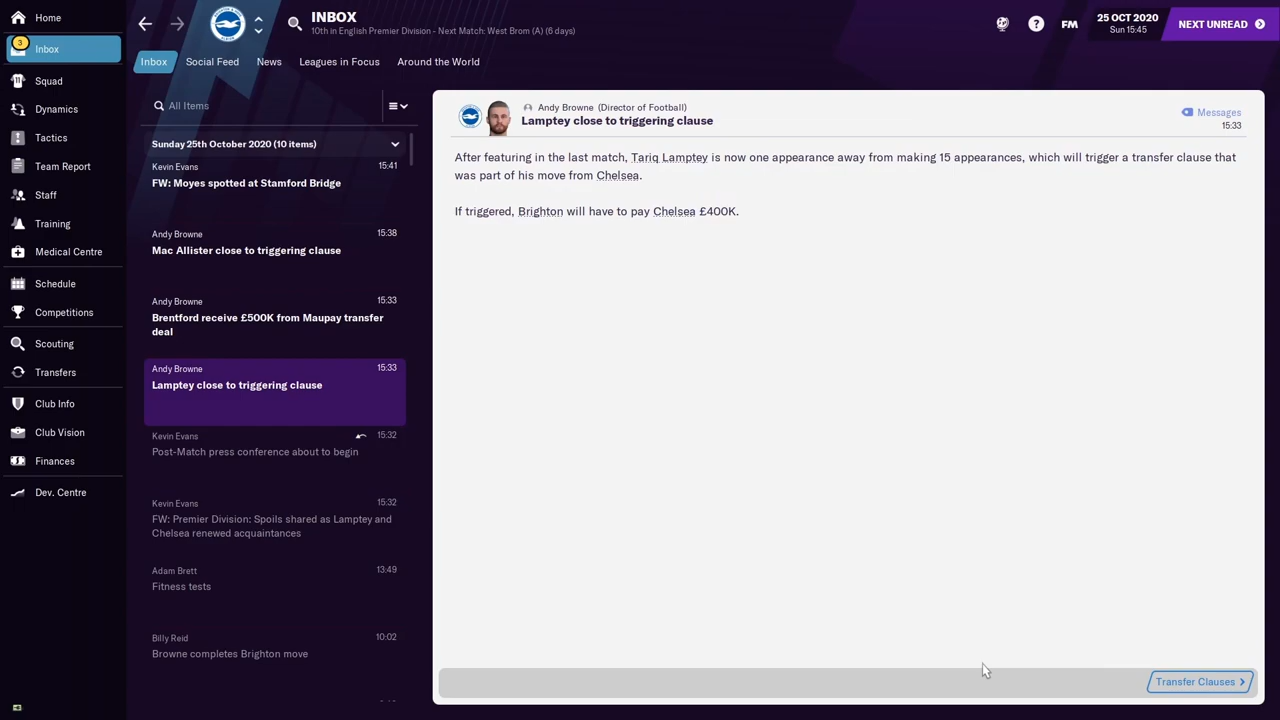 Home
3
Inbox
Squad
Dynamics
Tactics
Team Report
Staff
Training
Medical Centre
Schedule
Competitions
Scouting
Transfers
Club Info
Club Vision
Finances
Dev. Centre
INBOX
10th in English Premier Division - Next Match: West Brom (A) (6 days)
FM
25 OCT 2020
Sun 15:45
NEXT UNREAD
Inbox
Social Feed
News
Leagues in Focus
Around the World
All Items
Sunday 25th October 2020 (10 items)
Kevin Evans 15:41
FW: Moyes spotted at Stamford Bridge
Andy Browne 15:38
Mac Allister close to triggering clause
Andy Browne 15:33
Brentford receive £500K from Maupay transfer
deal
Andy Browne 15:33
Lamptey close to triggering clause
Kevin Evans 15:32
Post-Match press conference about to begin
Kevin Evans 15:32
FW: Premier Division: Spoils shared as Lamptey and
Chelsea renewed acquaintances
Adam Brett 13:49
Fitness tests
Billy Reid 10:02
Browne completes Brighton move
Andy Browne (Director of Football)
Lamptey close to triggering clause
Messages
15:33
After featuring in the last match, Tariq Lamptey is now one appearance away from making 15 appearances, which will trigger a transfer clause that
was part of his move from Chelsea.
If triggered, Brighton will have to pay Chelsea £400K.
Transfer Clauses